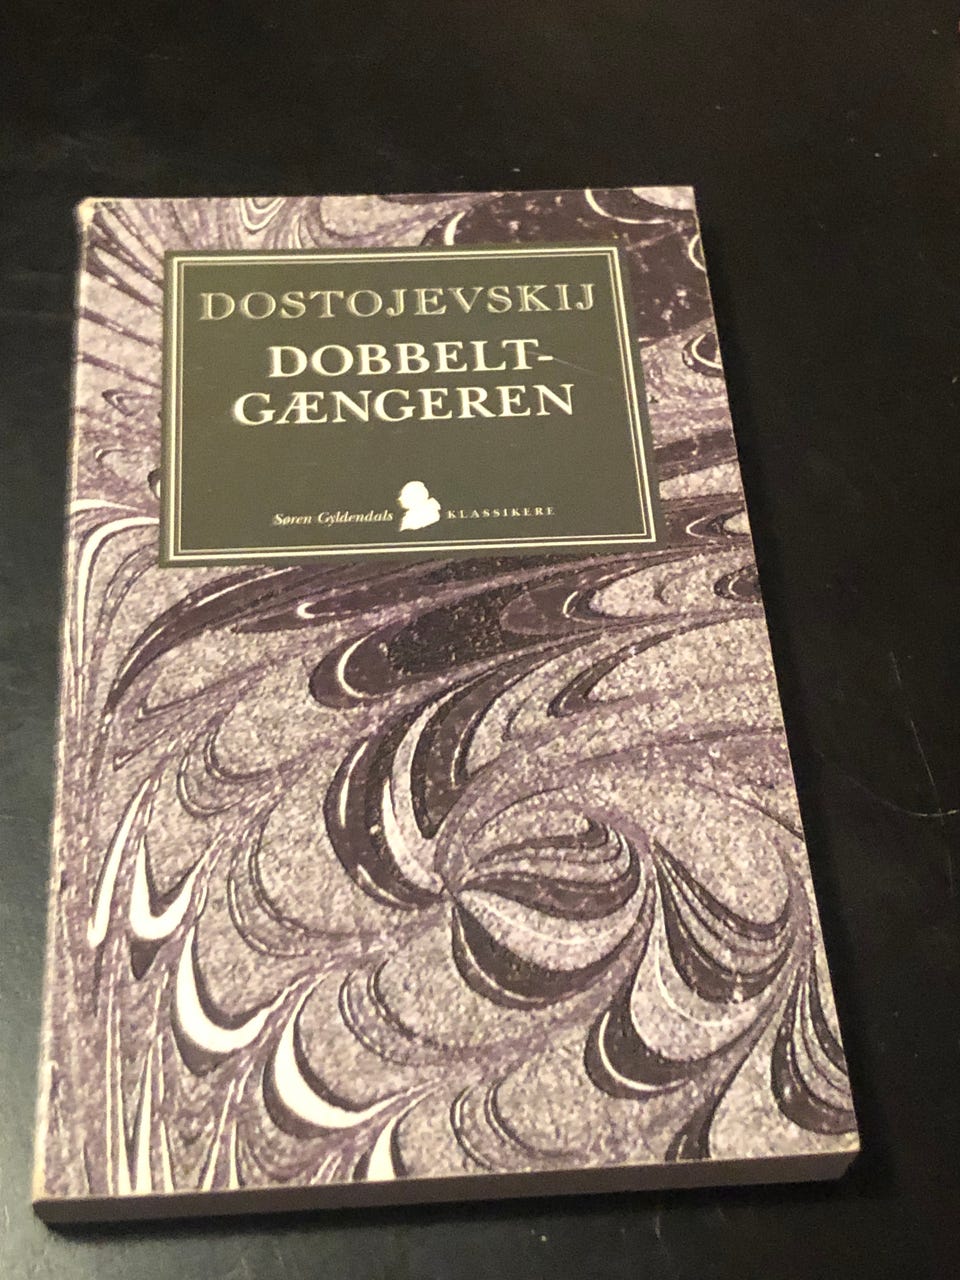 DOSTOJEVSKIJ
DOBBELT-
GÆNGEREN
Søren Gyldendals KLASSIKERE